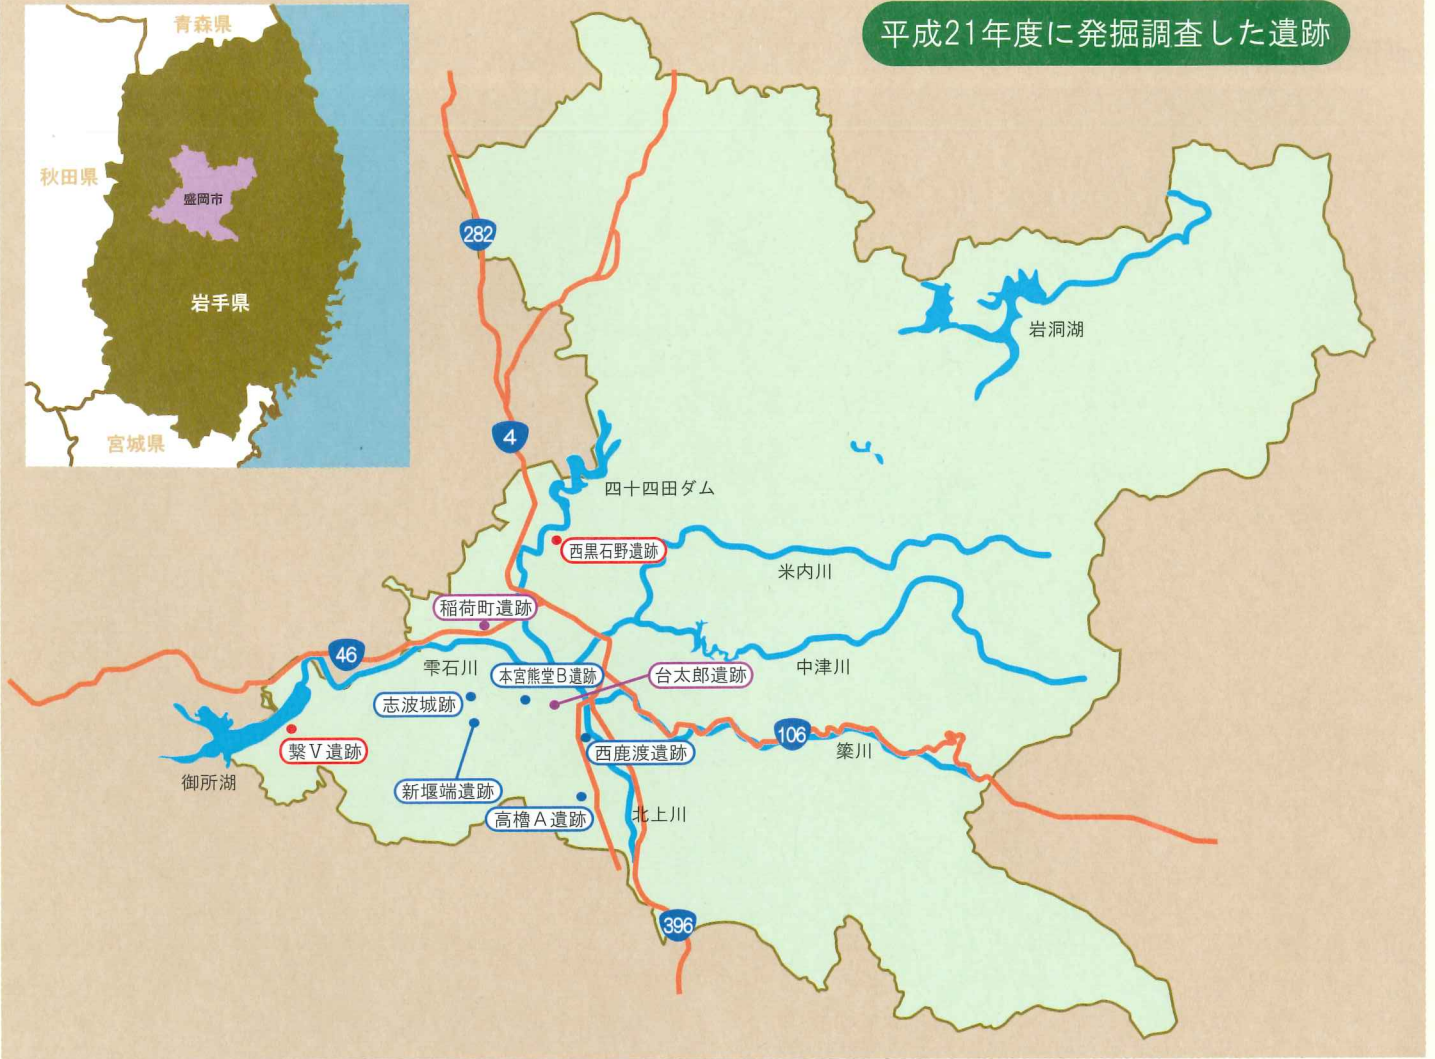 平成21年度に発掘調査した遺跡
青森県
秋田県
盛岡市
岩手県
宮城県
282
岩洞湖
4
四十四田ダム
西黒石野遺跡
米内川
稲荷町遺跡
46
雫石川
本宮熊堂B遺跡
台太郎遺跡
中津川
志波城跡
106
繋Ⅴ遺跡
西鹿渡遺跡
簗川
御所湖
新堰端遺跡
高櫓A遺跡
北上川
396